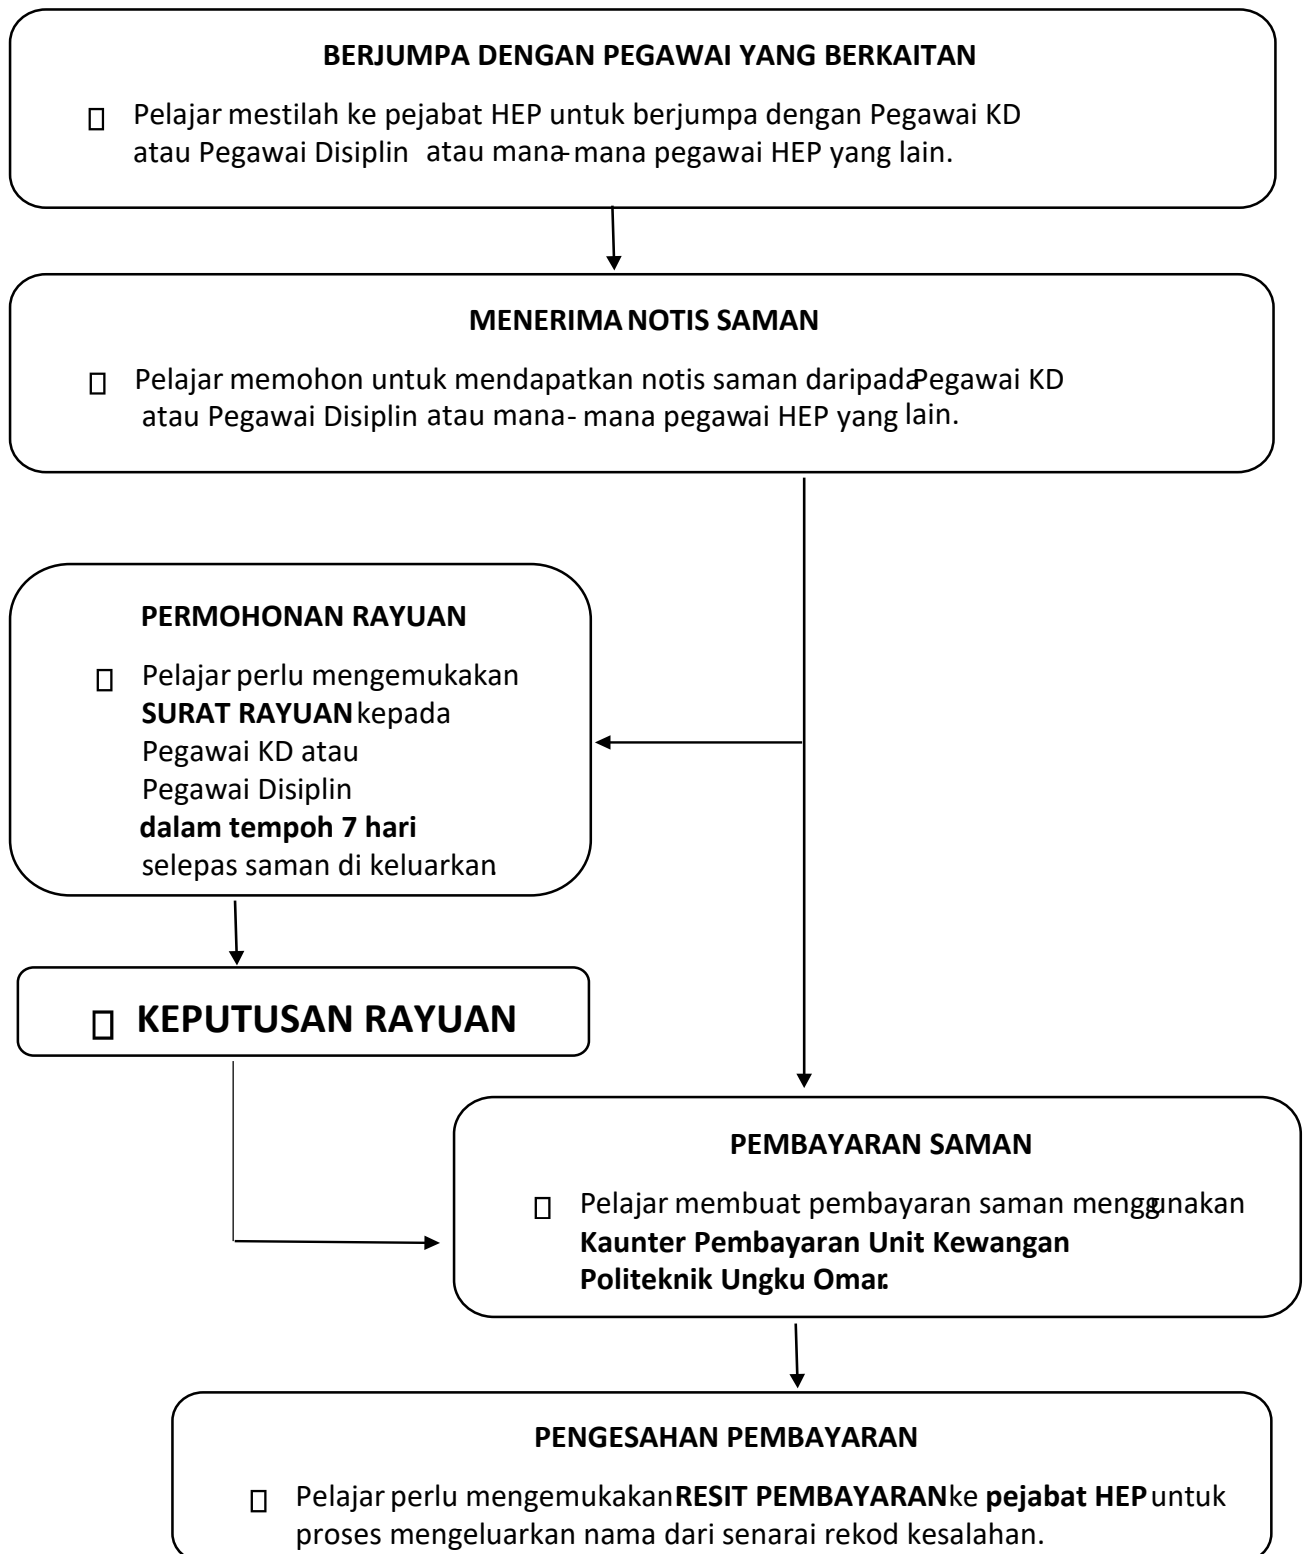 BERJUMPA DENGAN PEGAWAI YANG BERKAITAN
Pelajar mestilah ke pejabat HEP untuk berjumpa dengan Pegawai KD
atau Pegawai Disiplin atau mana-mana pegawai HEP yang lain.
MENERIMA NOTIS SAMAN
Pelajar memohon untuk mendapatkan notis saman daripada Pegawai KD
atau Pegawai Disiplin atau mana- mana pegawai HEP yang lain.
PERMOHONAN RAYUAN
Pelajar perlu mengemukakan
SURAT RAYUAN kepada
Pegawai KD atau
Pegawai Disiplin
dalam tempoh 7 hari
selepas saman di keluarkan.
KEPUTUSAN RAYUAN
PEMBAYARAN SAMAN
Pelajar membuat pembayaran saman menggunakan
Kaunter Pembayaran Unit Kewangan
Politeknik Ungku Omar.
PENGESAHAN PEMBAYARAN
Pelajar perlu mengemukakan RESIT PEMBAYARAN ke pejabat HEP untuk
proses mengeluarkan nama dari senarai rekod kesalahan.